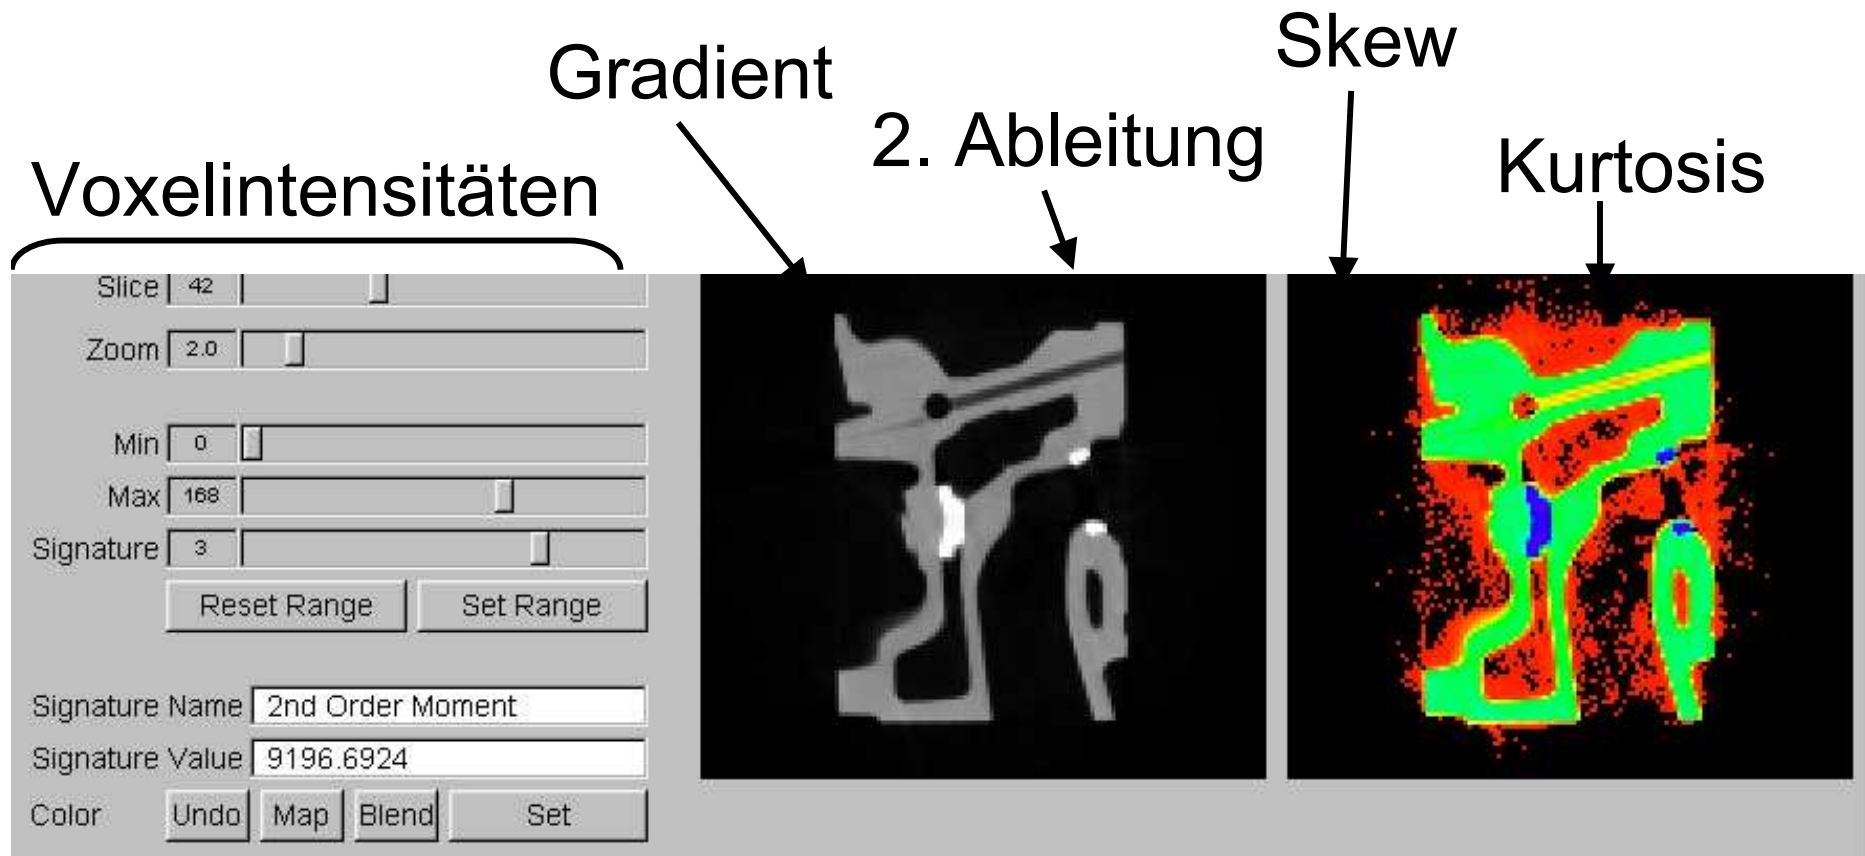 Skew
Gradient
2. Ableitung
Kurtosis
Voxelintensitäten
Slice 42
Zoom 2.0
Min 0
Max 168
Signature 3
Reset Range Set Range
Signature Name 2nd Order Moment
Signature Value 9196.6924
Color Undo Map Blend Set